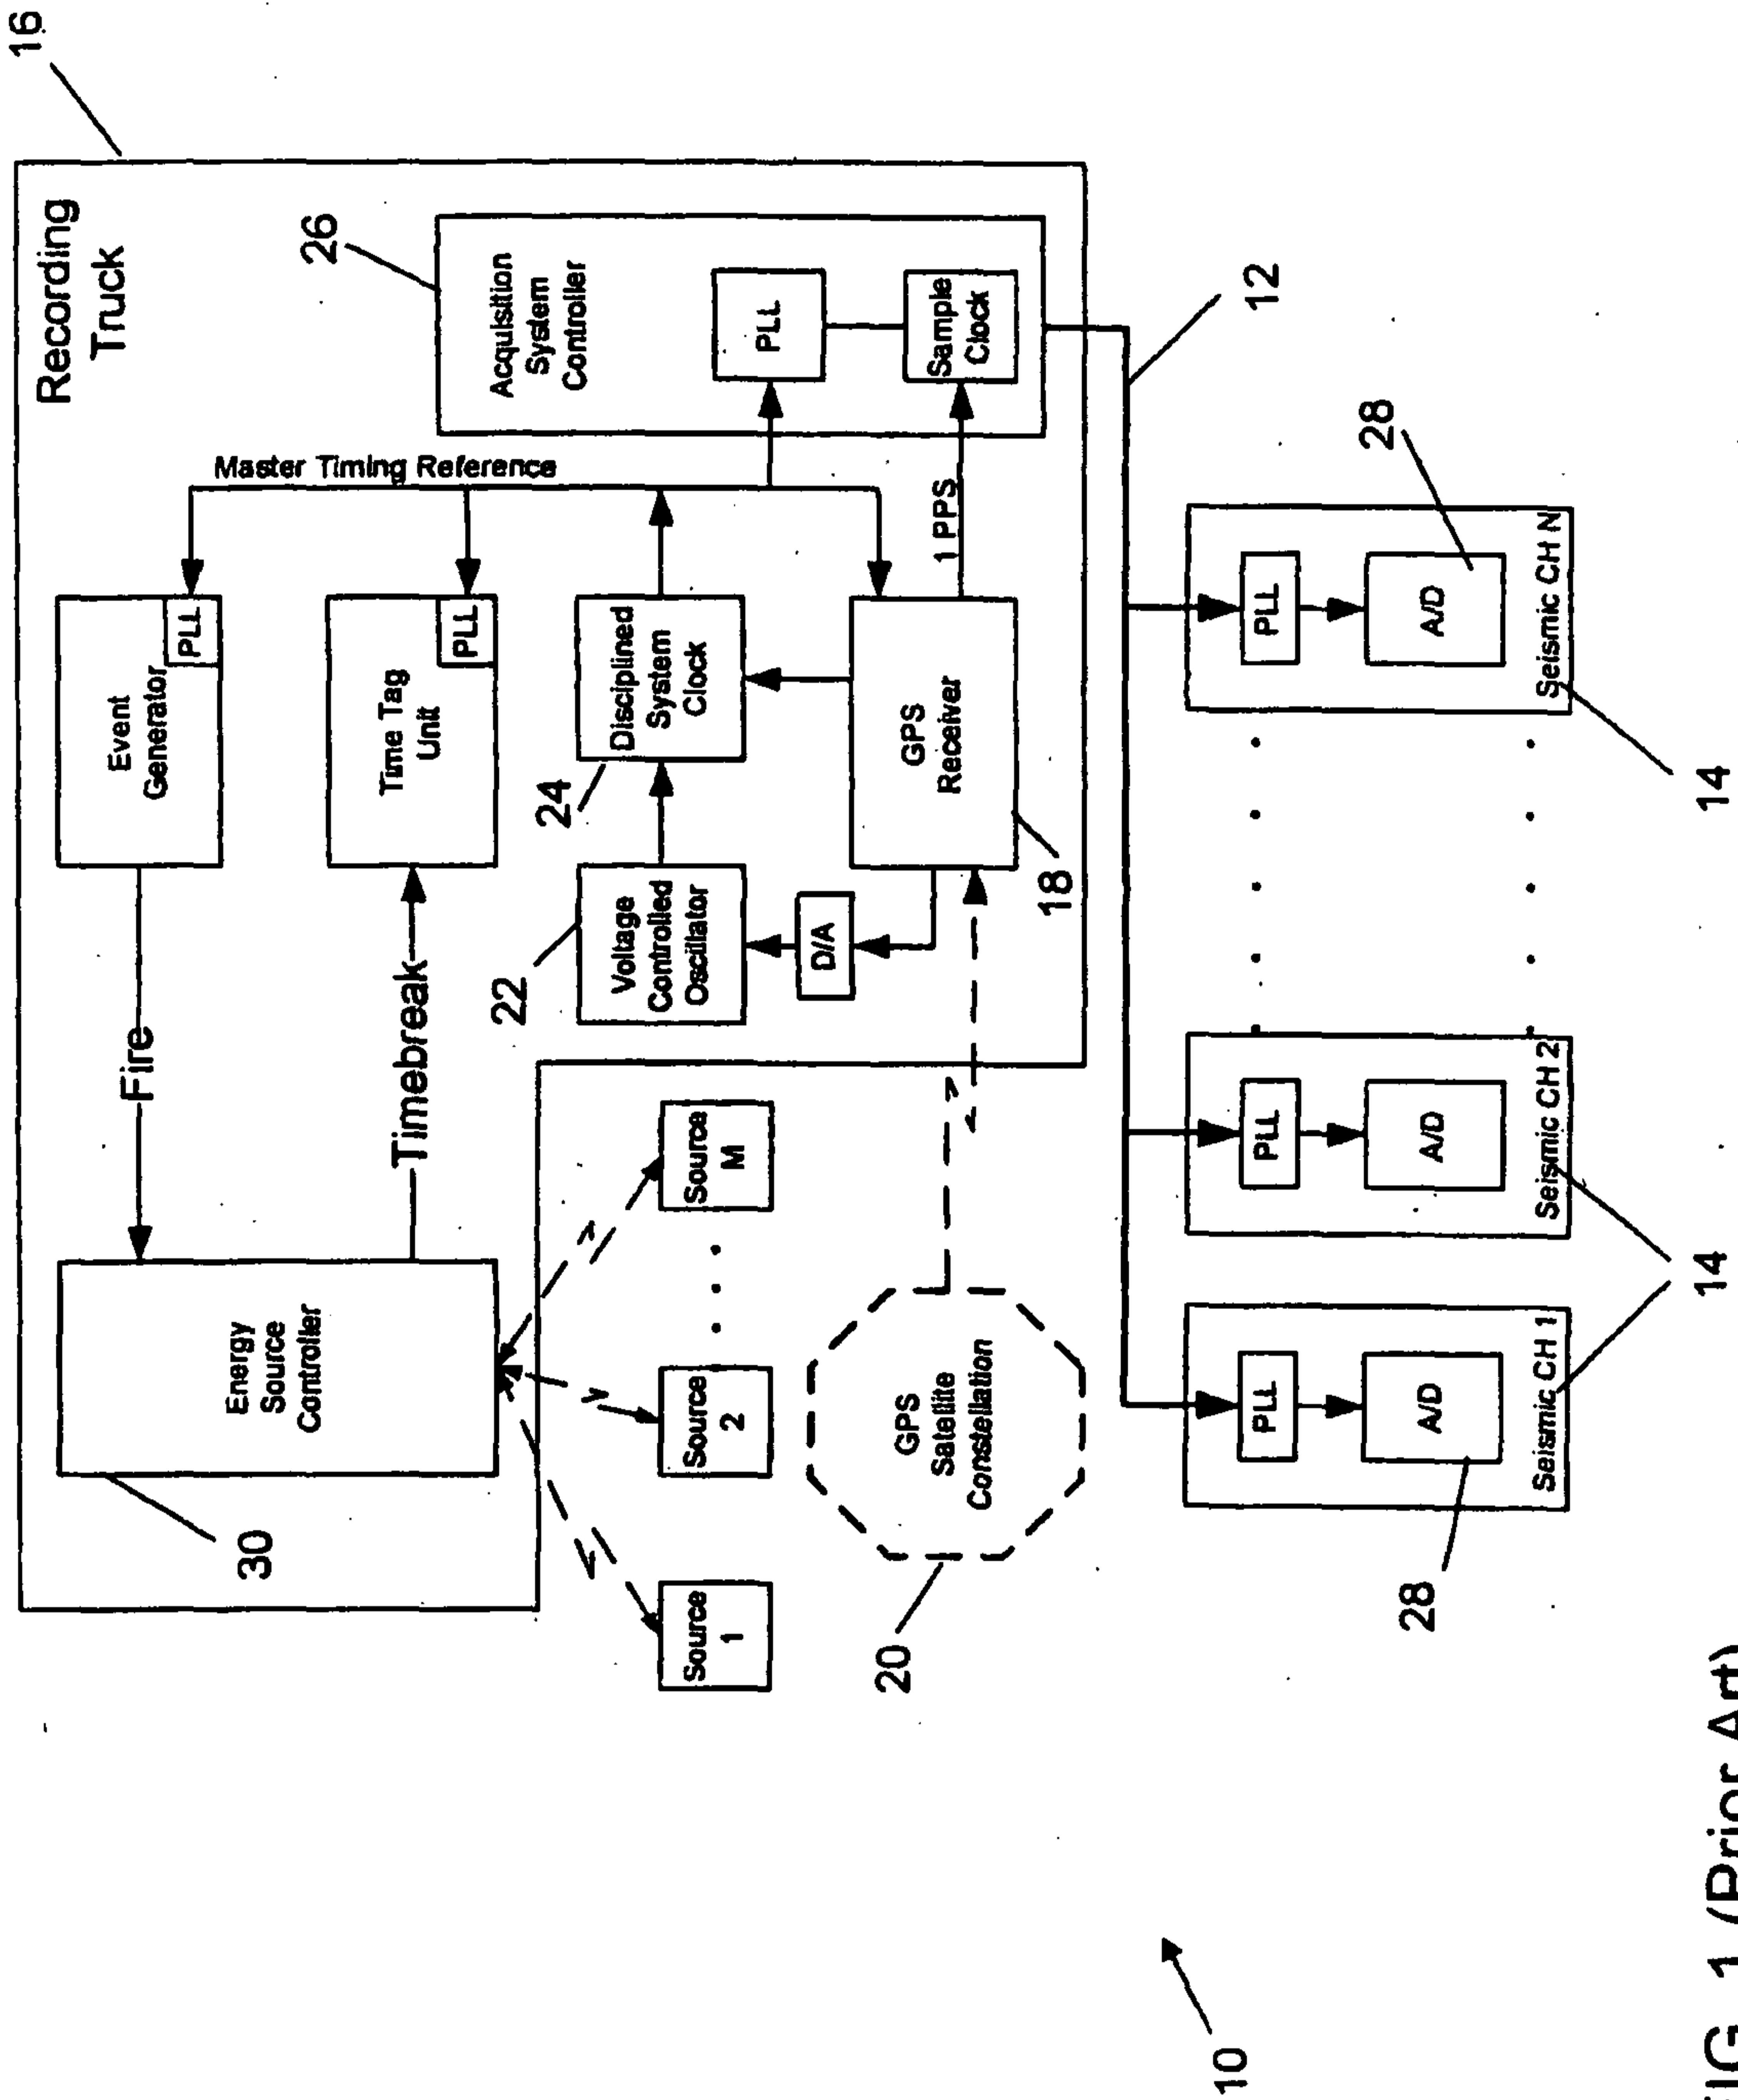 16
Recording
Truck
Energy
Source
Controller
30
Fire
Timebreak
Event
Generator
PLL
Time Tag
Unit
PLL
Master Timing Reference
26
Acquisition
System
Controller
PLL
Sample
Clock
22
Voltage
Controlled
Oscillator
24
Disciplined
System
Clock
D/A
GPS
Receiver
18
1 PPS
Source
1
Source
2
Source
M
20
GPS
Satellite
Constellation
12
PLL
A/D
Seismic CH 1
28
PLL
A/D
Seismic CH 2
14
PLL
A/D
Seismic CH N
28
14
10
1 (Prior Art)